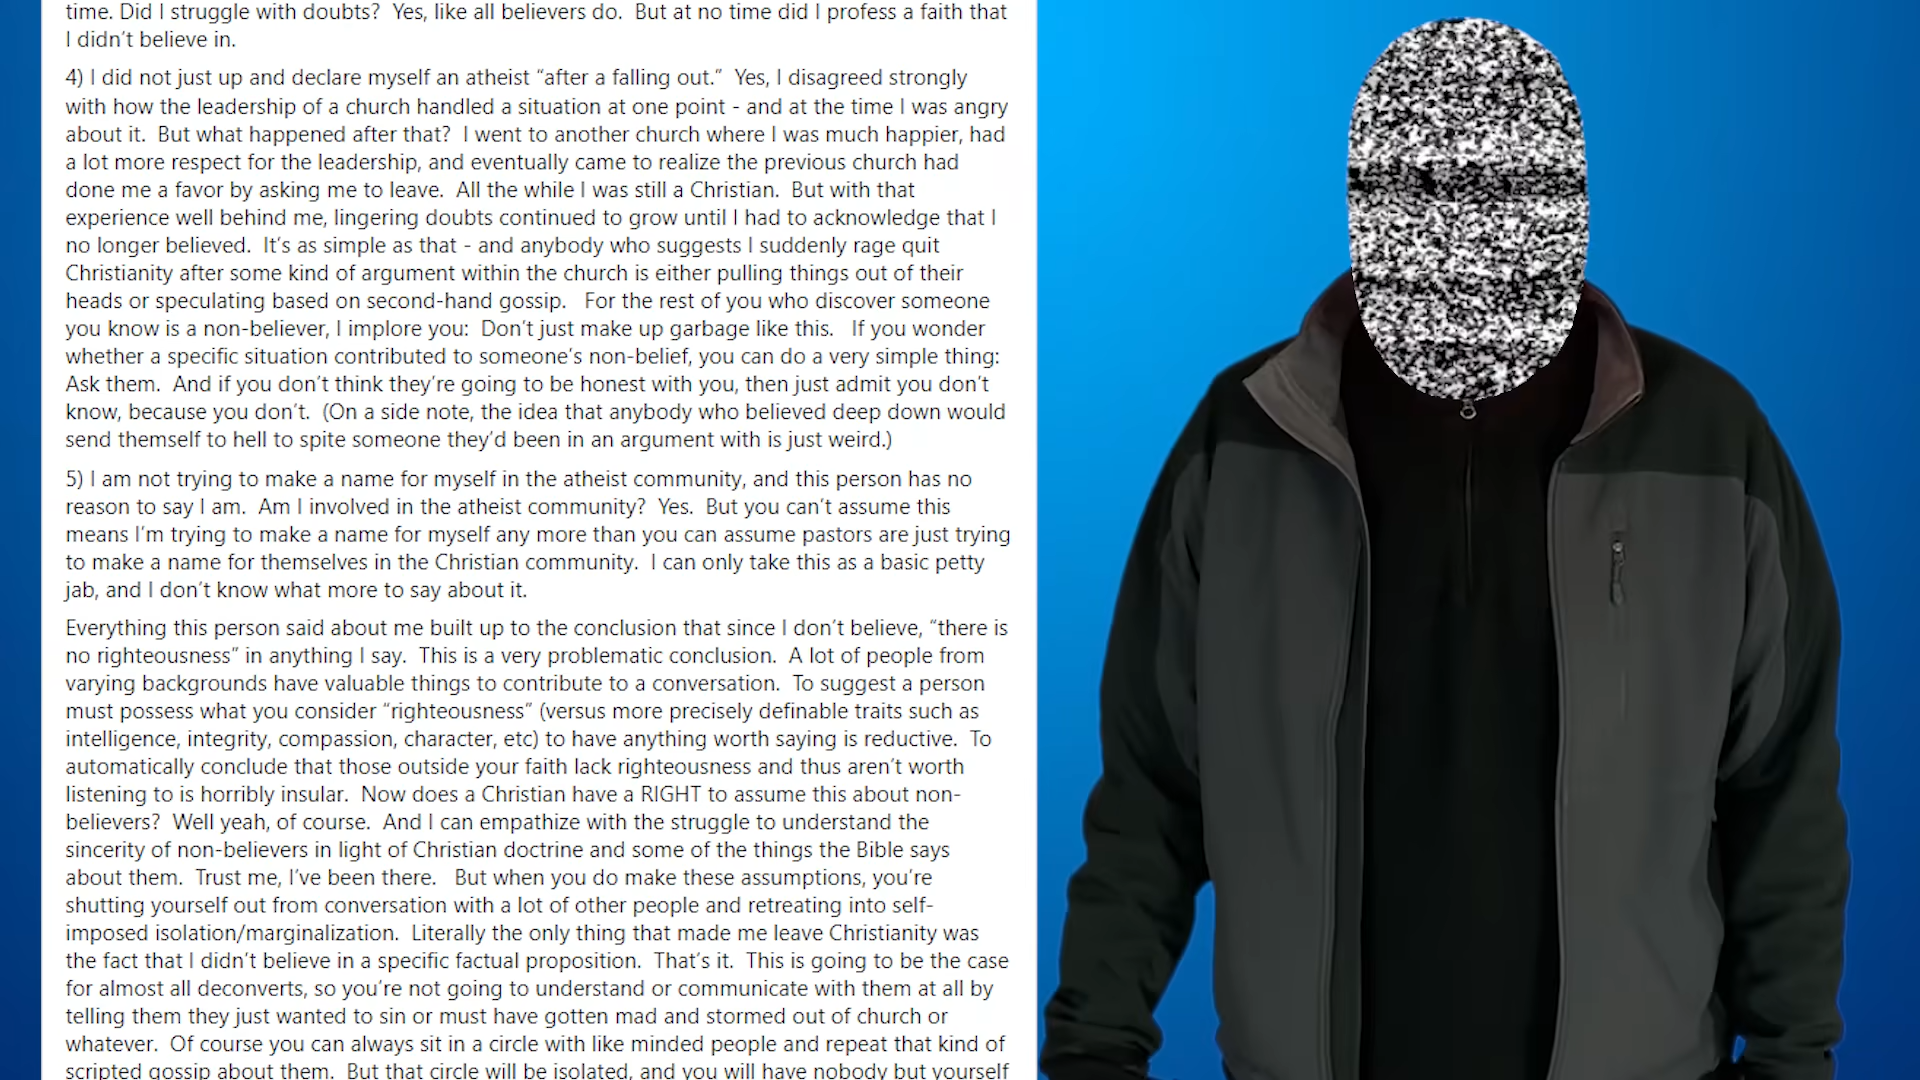 time. Did I struggle with doubts?  Yes, like all believers do.  But at no time did I profess a faith that
I didn't believe in.
4) I did not just up and declare myself an atheist “after a falling out.”  Yes, I disagreed strongly
with how the leadership of a church handled a situation at one point - and at the time I was angry
about it.  But what happened after that?  I went to another church where I was much happier, had
a lot more respect for the leadership, and eventually came to realize the previous church had
done me a favor by asking me to leave.  All the while I was still a Christian.  But with that
experience well behind me, lingering doubts continued to grow until I had to acknowledge that I
no longer believed.  It's as simple as that - and anybody who suggests I suddenly rage quit
Christianity after some kind of argument within the church is either pulling things out of their
heads or speculating based on second-hand gossip.   For the rest of you who discover someone
you know is a non-believer, I implore you:  Don't just make up garbage like this.   If you wonder
whether a specific situation contributed to someone's non-belief, you can do a very simple thing:
Ask them.  And if you don't think they're going to be honest with you, then just admit you don't
know, because you don't.  (On a side note, the idea that anybody who believed deep down would
send themself to hell to spite someone they'd been in an argument with is just weird.)
5) I am not trying to make a name for myself in the atheist community, and this person has no
reason to say I am.  Am I involved in the atheist community?  Yes.  But you can't assume this
means I'm trying to make a name for myself any more than you can assume pastors are just trying
to make a name for themselves in the Christian community.  I can only take this as a basic petty
jab, and I don't know what more to say about it.
Everything this person said about me built up to the conclusion that since I don't believe, “there is
no righteousness” in anything I say.  This is a very problematic conclusion.  A lot of people from
varying backgrounds have valuable things to contribute to a conversation.  To suggest a person
must possess what you consider “righteousness” (versus more precisely definable traits such as
intelligence, integrity, compassion, character, etc) to have anything worth saying is reductive.  To
automatically conclude that those outside your faith lack righteousness and thus aren't worth
listening to is horribly insular.  Now does a Christian have a RIGHT to assume this about non-
believers?  Well yeah, of course.  And I can empathize with the struggle to understand the
sincerity of non-believers in light of Christian doctrine and some of the things the Bible says
about them.  Trust me, I've been there.   But when you do make these assumptions, you're
shutting yourself out from conversation with a lot of other people and retreating into self-
imposed isolation/marginalization.  Literally the only thing that made me leave Christianity was
the fact that I didn't believe in a specific factual proposition.  That's it.  This is going to be the case
for almost all deconverts, so you're not going to understand or communicate with them at all by
telling them they just wanted to sin or must have gotten mad and stormed out of church or
whatever.  Of course you can always sit in a circle with like minded people and repeat that kind of
scripted gossip about them.  But that circle will be isolated, and you will have nobody but yourself